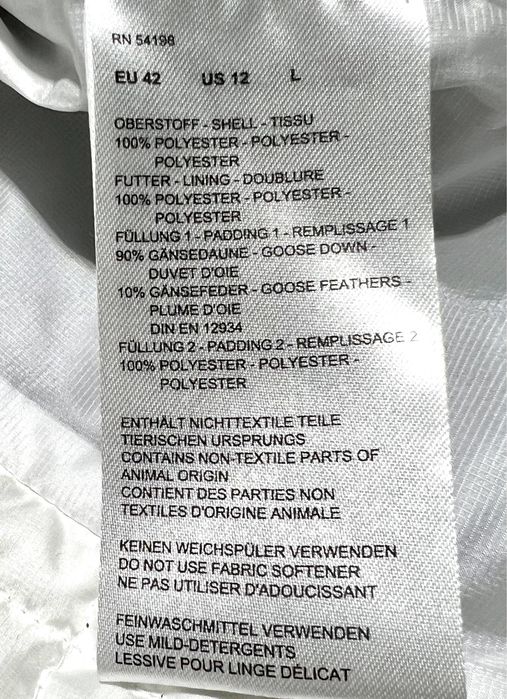 RN 54198
EU 42 US 12 L
OBERSTOFF - SHELL - TISSU
100% POLYESTER - POLYESTER -
POLYESTER
FUTTER - LINING - DOUBLURE
100% POLYESTER - POLYESTER -
POLYESTER
FÜLLUNG 1 - PADDING 1 - REMPLISSAGE 1
90% GÄNSEDAUNE - GOOSE DOWN -
DUVET D'OIE
10% GÄNSEFEDER - GOOSE FEATHERS -
PLUME D'OIE
DIN EN 12934
FÜLLUNG 2 - PADDING 2 - REMPLISSAGE 2
100% POLYESTER - POLYESTER -
POLYESTER
ENTHÄLT NICHTTEXTILE TEILE
TIERISCHEN URSPRUNGS
CONTAINS NON-TEXTILE PARTS OF
ANIMAL ORIGIN
CONTIENT DES PARTIES NON
TEXTILES D'ORIGINE ANIMALE
KEINEN WEICHSPÜLER VERWENDEN
DO NOT USE FABRIC SOFTENER
NE PAS UTILISER D'ADOUCISSANT
FEINWASCHMITTEL VERWENDEN
USE MILD-DETERGENTS
LESSIVE POUR LINGE DÉLICAT